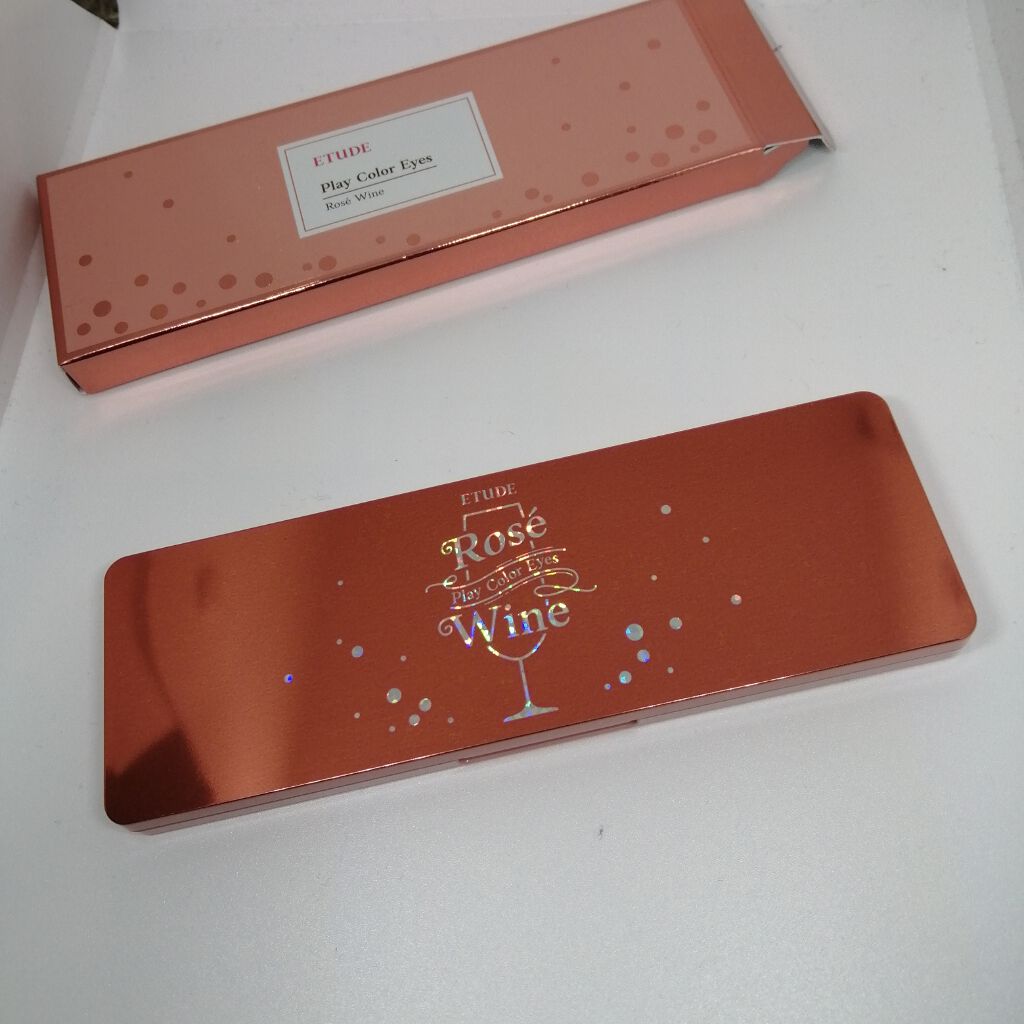 ETUDE
Play Color Eyes
Rosé Wine
ETUDE
Rosé
Play Color Eyes
Wine